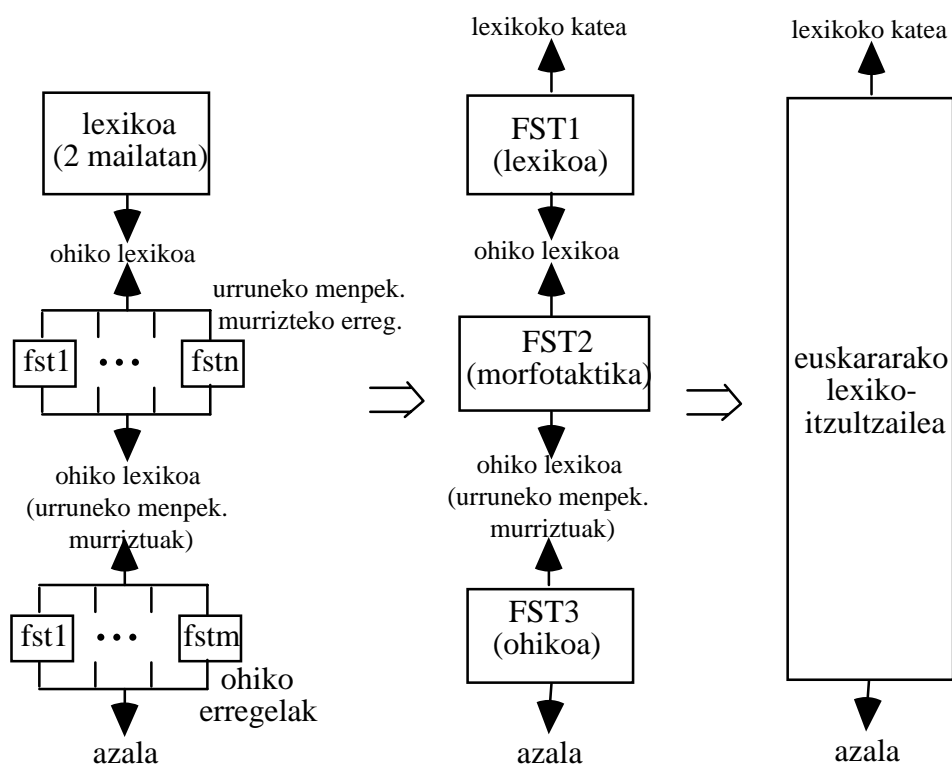 lexikoa
(2 mailatan)
ohiko lexikoa
urruneko menpek.
murrizteko erreg.
fst1
•••
fstn
ohiko lexikoa
(urruneko menpek.
murriztuak)
fst1
•••
fstm
ohiko
erregelak
azala
lexikoko katea
FST1
(lexikoa)
ohiko lexikoa
FST2
(morfotaktika)
ohiko lexikoa
(urruneko menpek.
murriztuak)
FST3
(ohikoa)
azala
lexikoko katea
euskararako
lexiko-
itzultzailea
azala